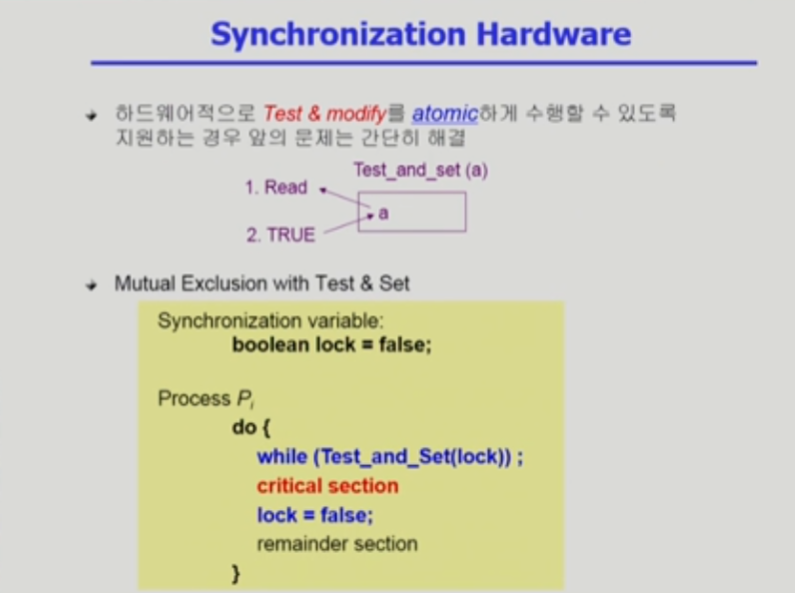 Synchronization Hardware
하드웨어적으로 Test & modify를 atomic하게 수행할 수 있도록
지원하는 경우 앞의 문제는 간단히 해결
Test_and_set (a)
1. Read
a
2. TRUE
Mutual Exclusion with Test & Set
Synchronization variable:
boolean lock = false;
Process Pi
do {
while (Test_and_Set(lock)) ;
critical section
lock = false;
remainder section
}